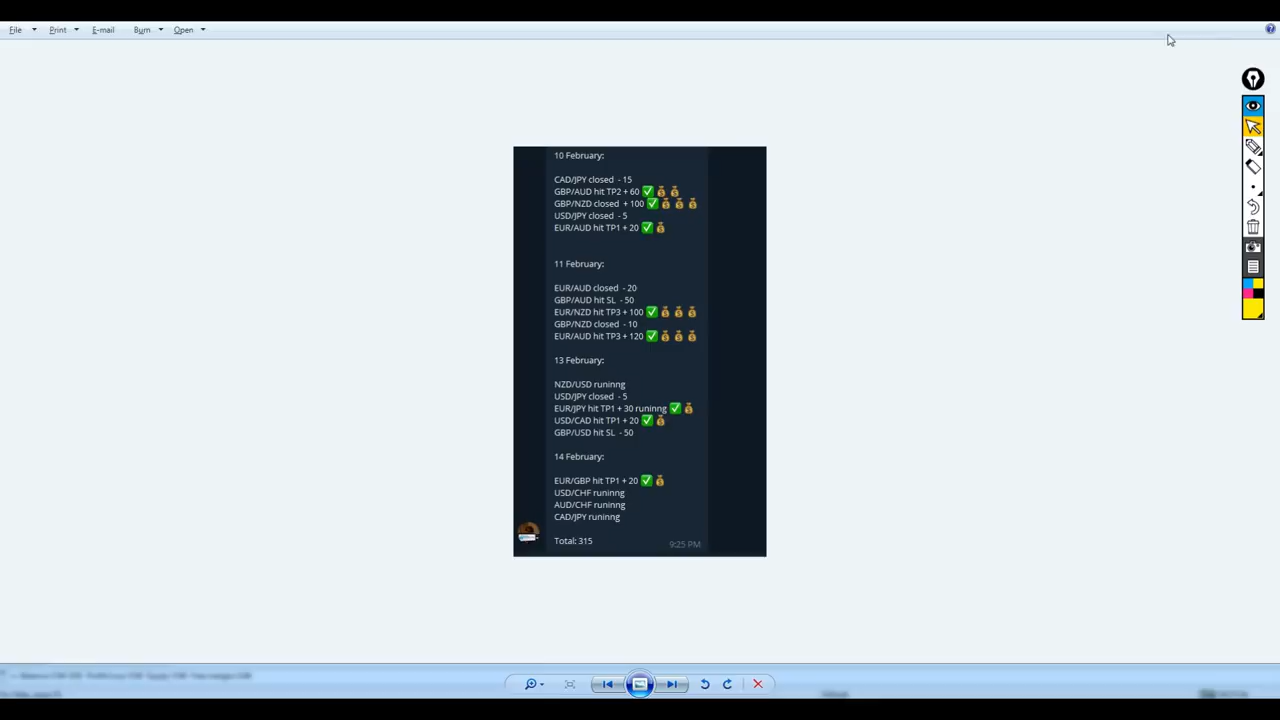 File Print E-mail Burn Open
10 February:
CAD/JPY closed - 15
GBP/AUD hit TP2 + 60 ✅💰💰
GBP/NZD closed + 100 ✅💰💰💰
USD/JPY closed - 5
EUR/AUD hit TP1 + 20 ✅💰
11 February:
EUR/AUD closed - 20
GBP/AUD hit SL - 50
EUR/NZD hit TP3 + 100 ✅💰💰💰
GBP/NZD closed - 10
EUR/AUD hit TP3 + 120 ✅💰💰💰
13 February:
NZD/USD runinng
USD/JPY closed - 5
EUR/JPY hit TP1 + 30 runinng ✅💰
USD/CAD hit TP1 + 20 ✅💰
GBP/USD hit SL - 50
14 February:
EUR/GBP hit TP1 + 20 ✅💰
USD/CHF runinng
AUD/CHF runinng
CAD/JPY runinng
Total: 315
9:25 PM